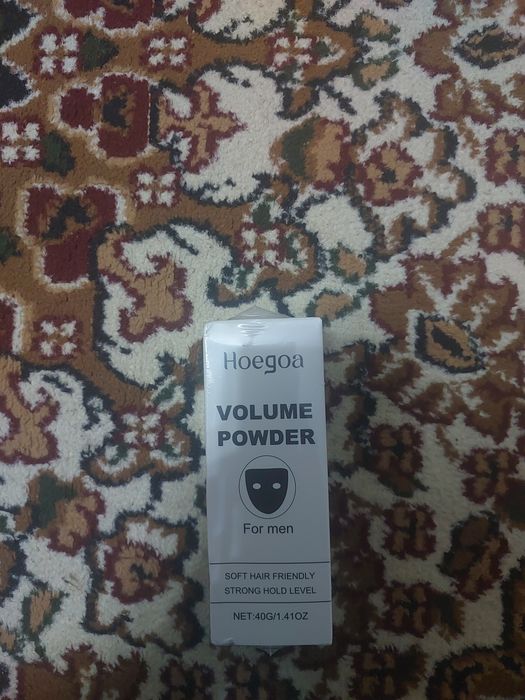 Hoegoa
VOLUME
POWDER
For men
SOFT HAIR FRIENDLY
STRONG HOLD LEVEL
NET:40G/1.41OZ